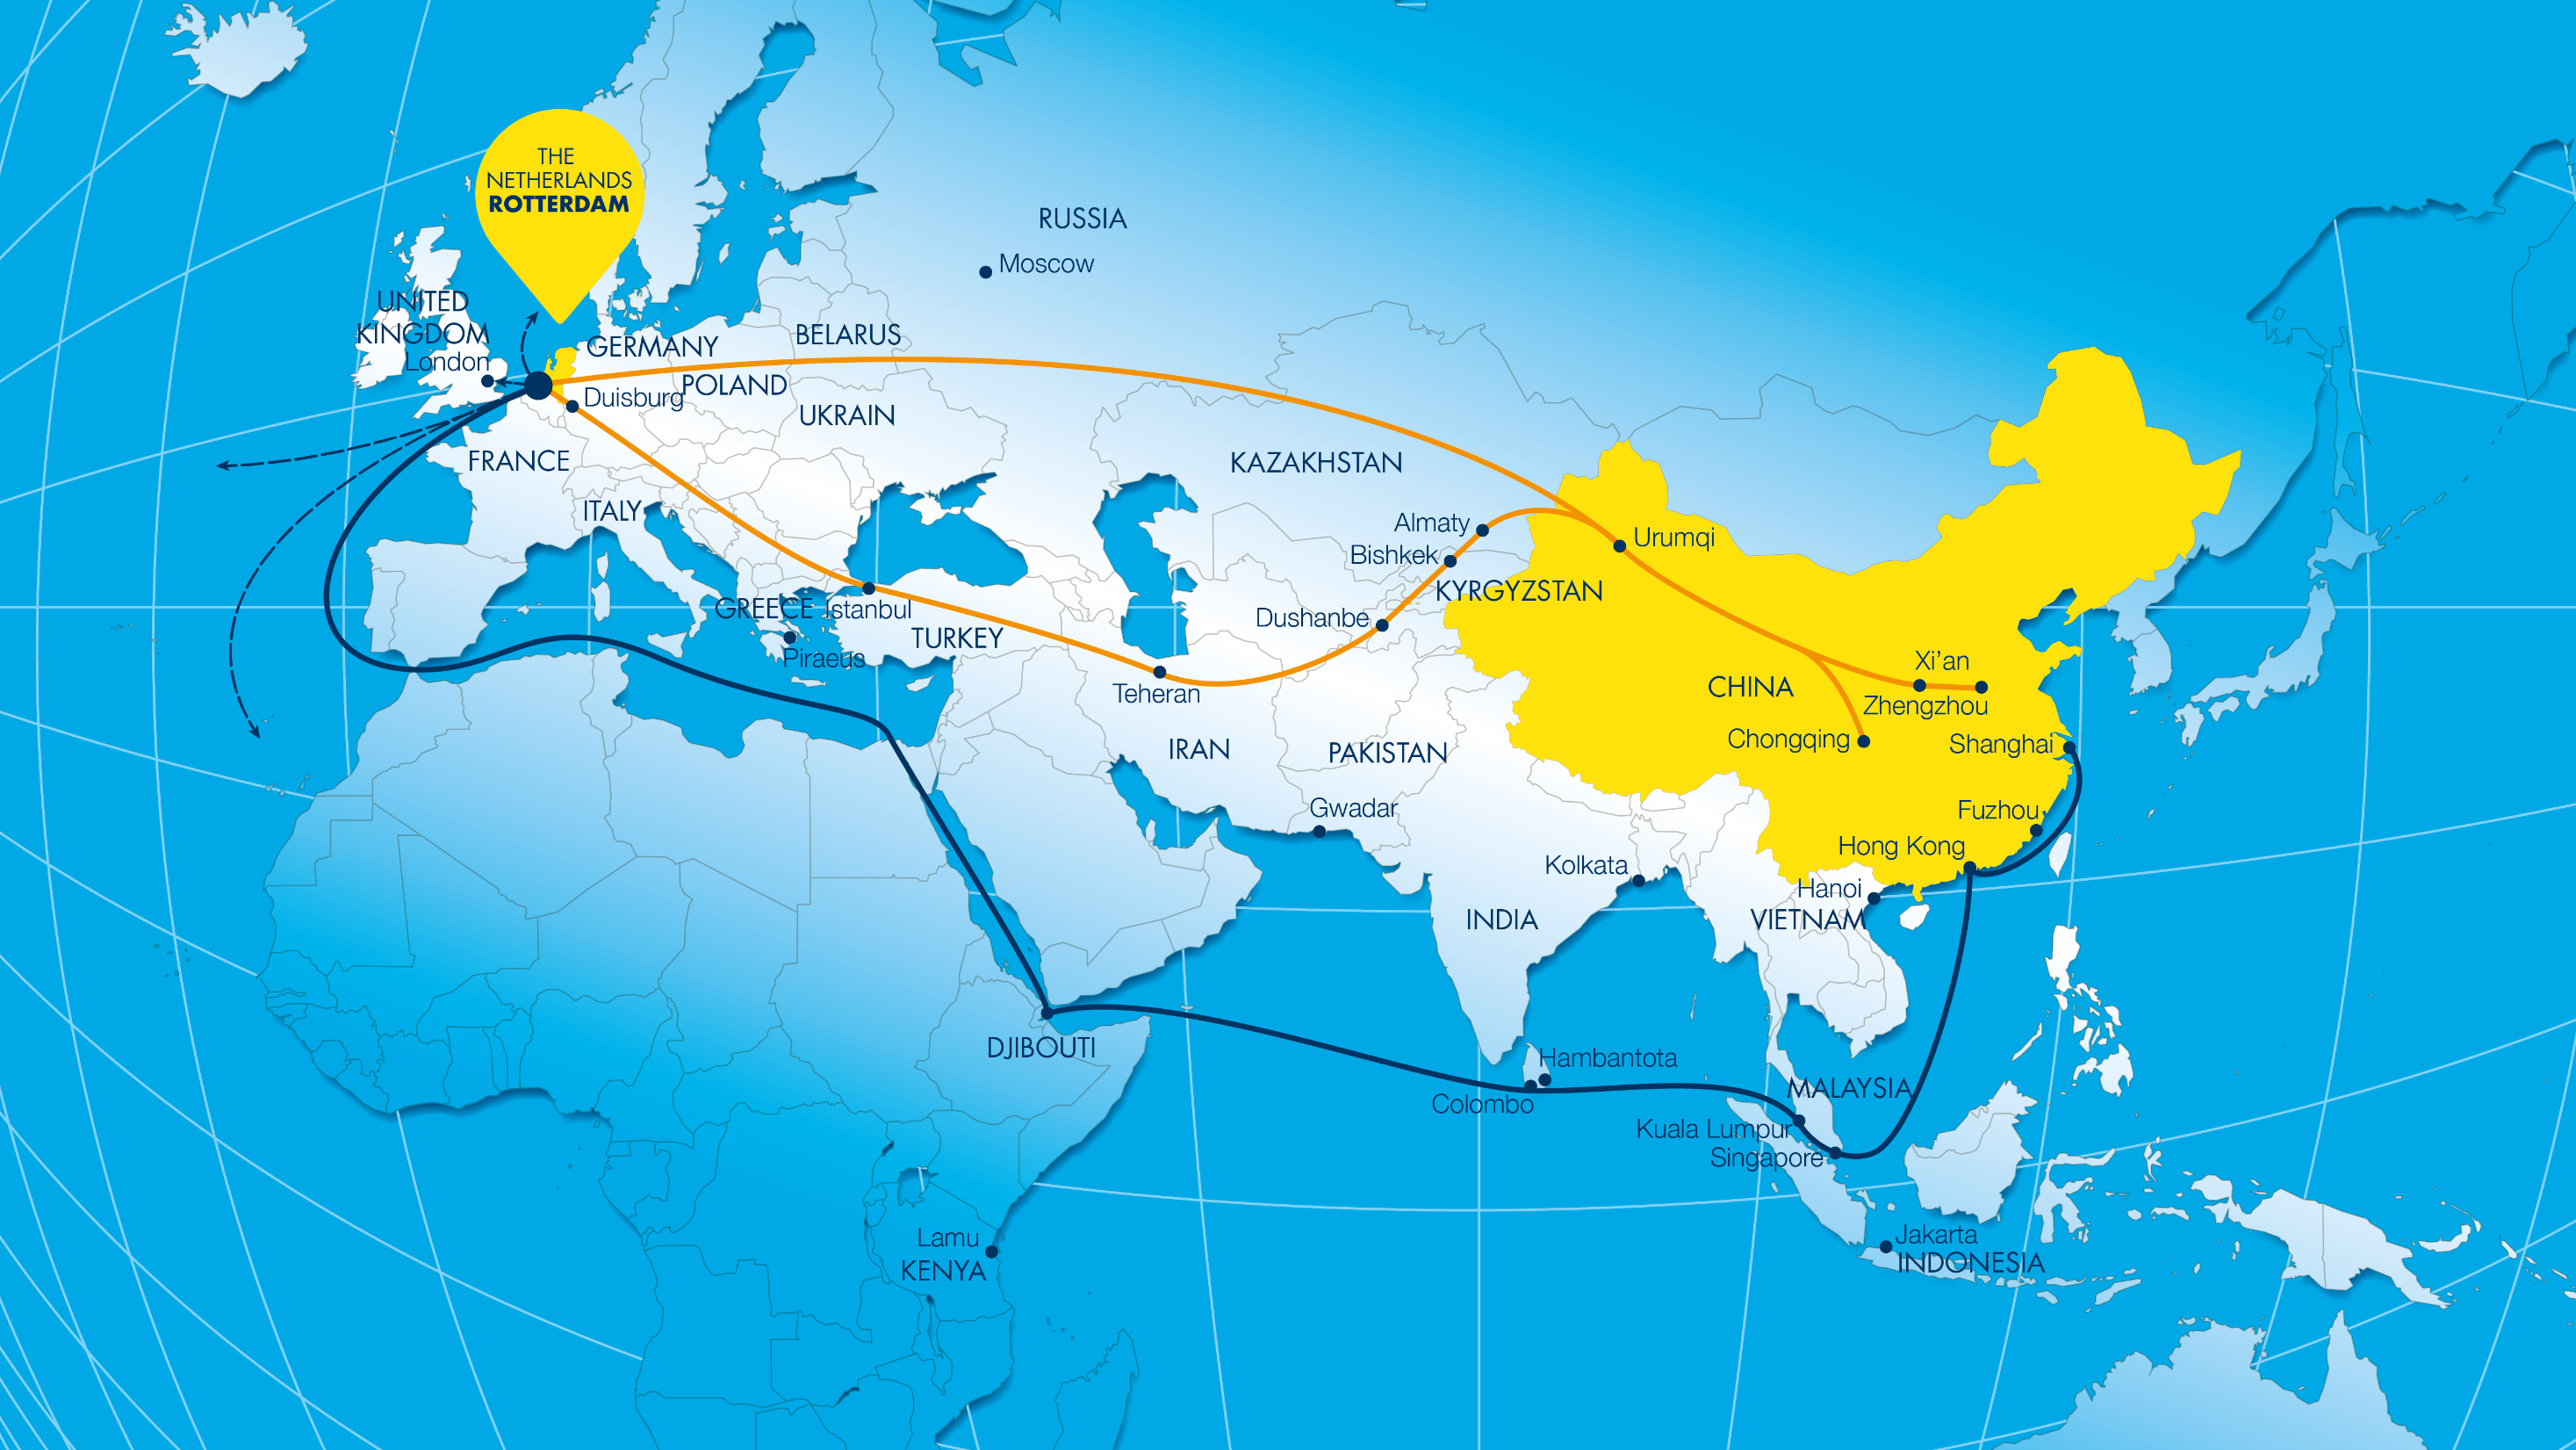 THE
NETHERLANDS
ROTTERDAM
RUSSIA
Moscow
UNITED
KINGDOM
London
GERMANY
BELARUS
Duisburg
POLAND
UKRAIN
FRANCE
ITALY
KAZAKHSTAN
Almaty
Urumqi
Bishkek
KYRGYZSTAN
GREECE
Istanbul
Dushanbe
TURKEY
Piraeus
Teheran
Xi'an
CHINA
Zhengzhou
Chongqing
Shanghai
IRAN
PAKISTAN
Gwadar
Fuzhou
Hong Kong
Kolkata
Hanoi
INDIA
VIETNAM
DJIBOUTI
Hambantota
Colombo
MALAYSIA
Kuala Lumpur
Singapore
Lamu
KENYA
Jakarta
INDONESIA